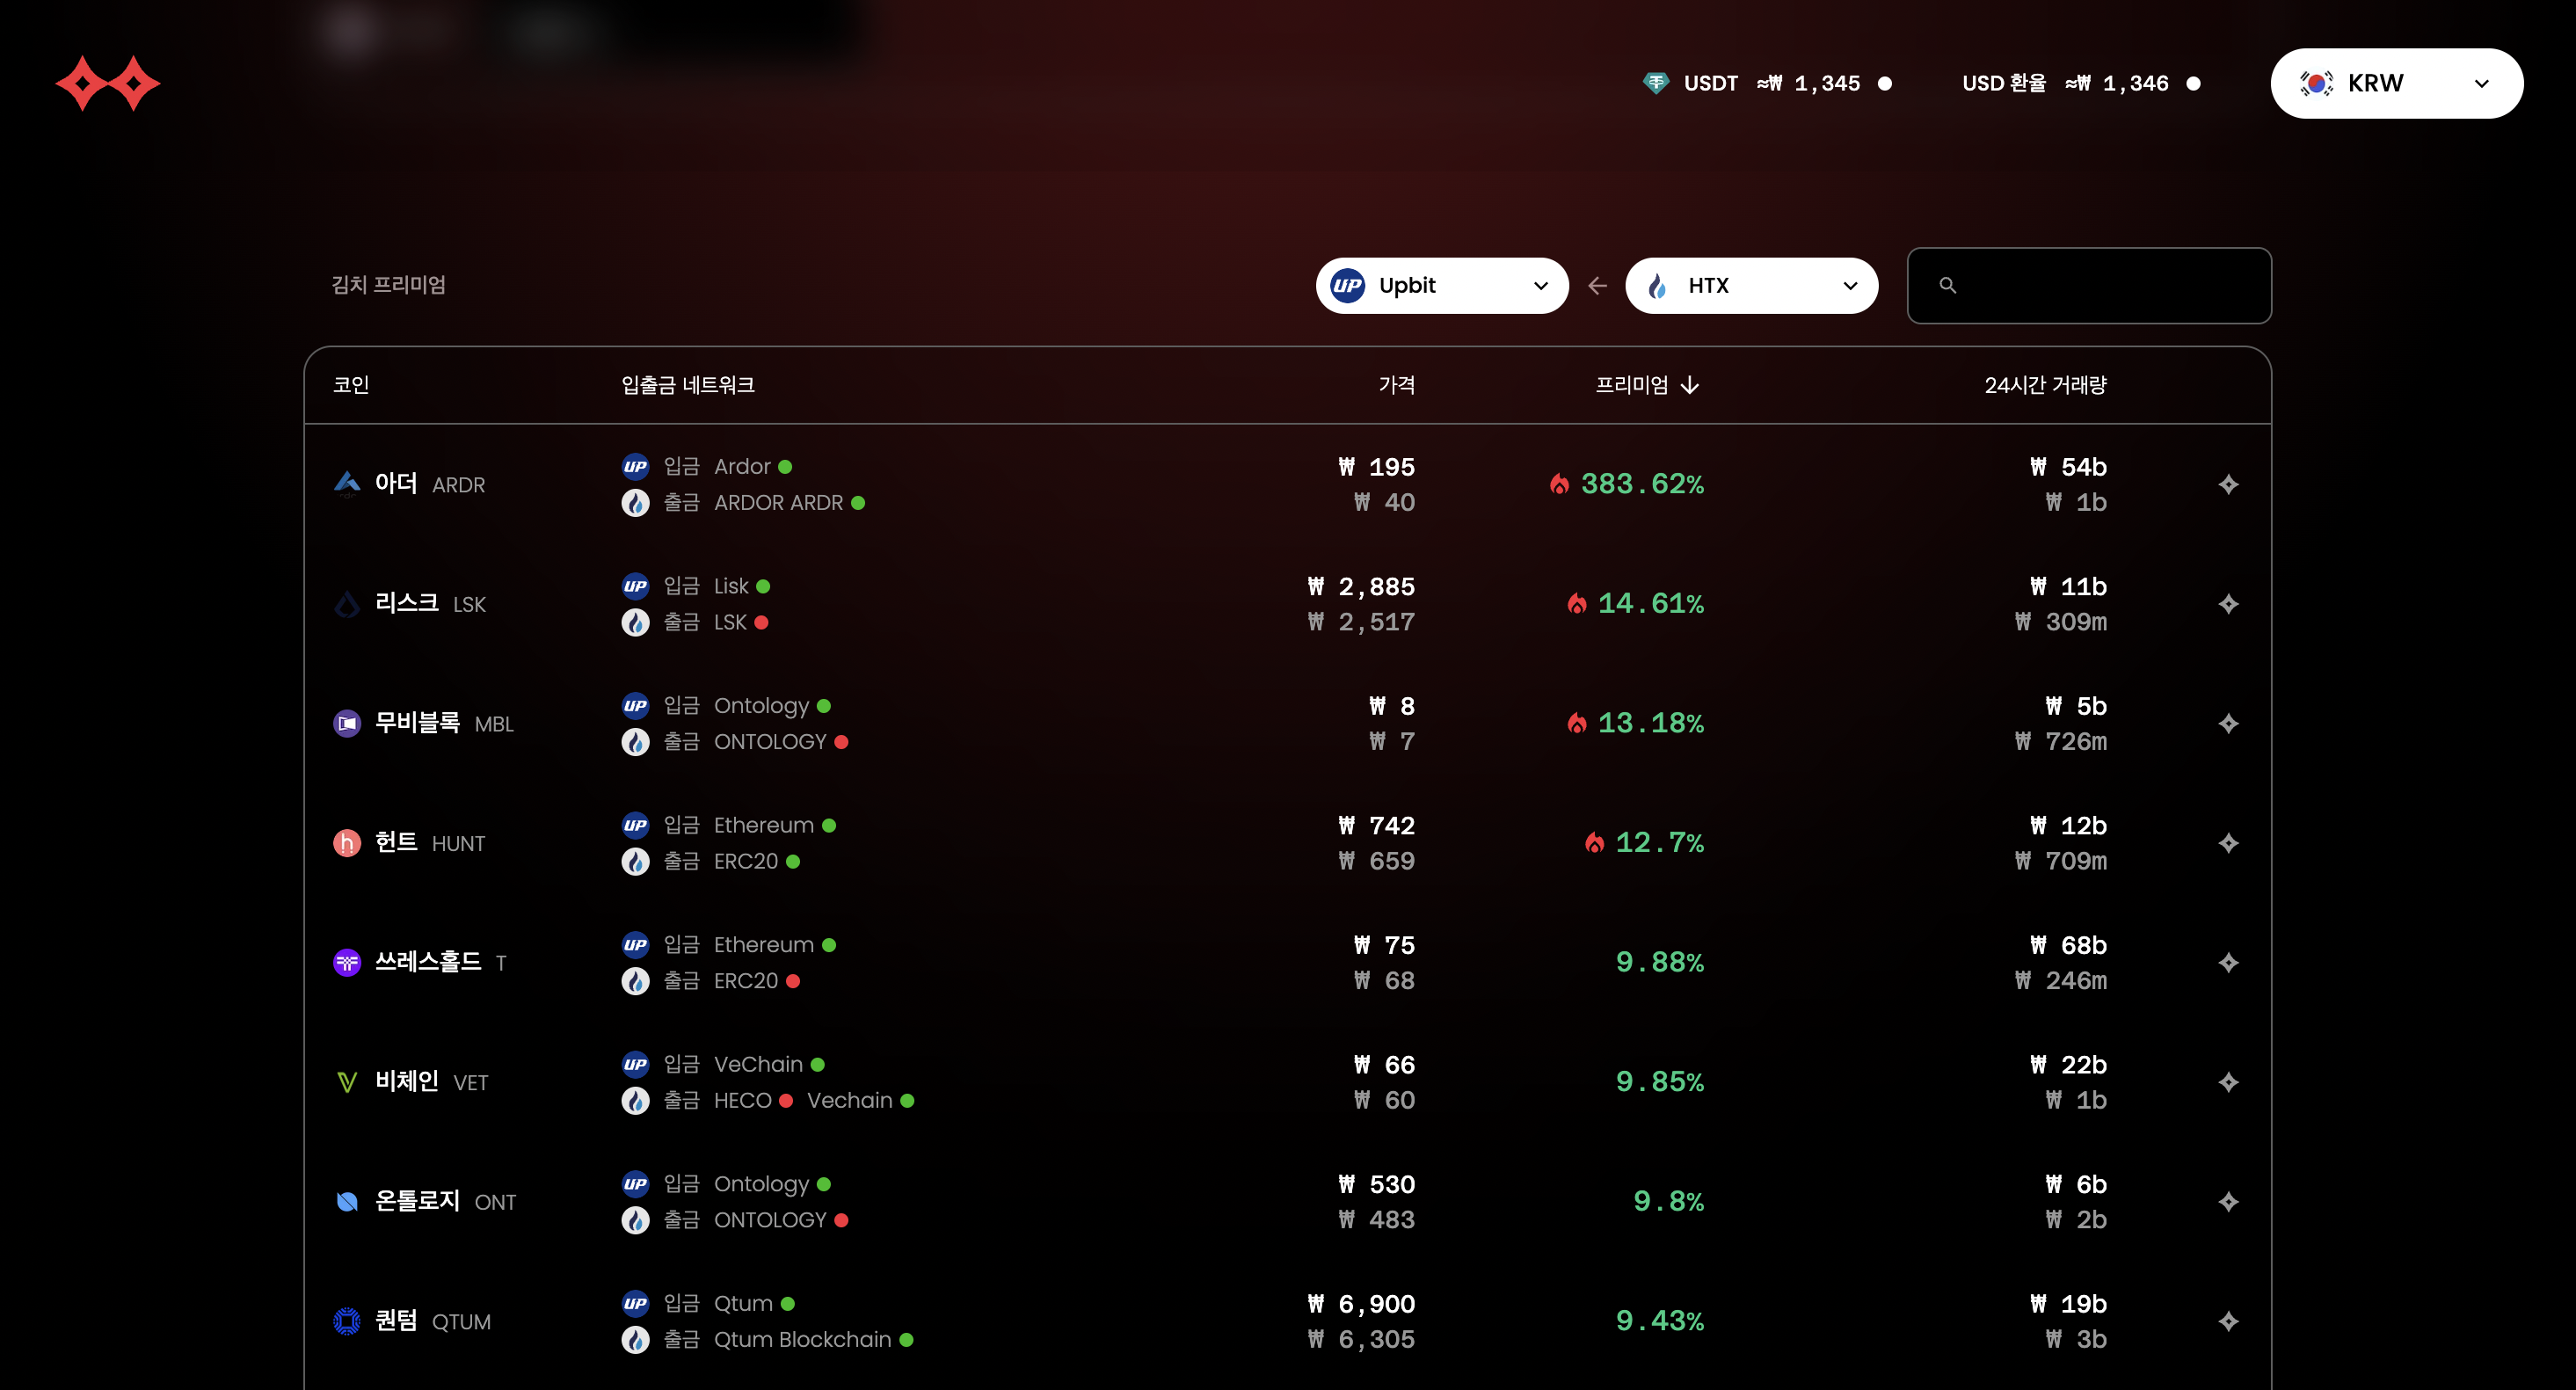 USDT ≈₩ 1,345 USD 환율 ≈₩ 1,346 KRW
김치 프리미엄 UP Upbit HTX
코인 입출금 네트워크 가격 프리미엄 24시간 거래량
아더 ARDR UP 입금 Ardor ₩ 195 383.62% ₩ 54b
출금 ARDOR ARDR ₩ 40 ₩ 1b
리스크 LSK UP 입금 Lisk ₩ 2,885 14.61% ₩ 11b
출금 LSK ₩ 2,517 ₩ 309m
무비블록 MBL UP 입금 Ontology ₩ 8 13.18% ₩ 5b
출금 ONTOLOGY ₩ 7 ₩ 726m
헌트 HUNT UP 입금 Ethereum ₩ 742 12.7% ₩ 12b
출금 ERC20 ₩ 659 ₩ 709m
쓰레스홀드 T UP 입금 Ethereum ₩ 75 9.88% ₩ 68b
출금 ERC20 ₩ 68 ₩ 246m
비체인 VET UP 입금 VeChain ₩ 66 9.85% ₩ 22b
출금 HECO Vechain ₩ 60 ₩ 1b
온톨로지 ONT UP 입금 Ontology ₩ 530 9.8% ₩ 6b
출금 ONTOLOGY ₩ 483 ₩ 2b
퀀텀 QTUM UP 입금 Qtum ₩ 6,900 9.43% ₩ 19b
출금 Qtum Blockchain ₩ 6,305 ₩ 3b